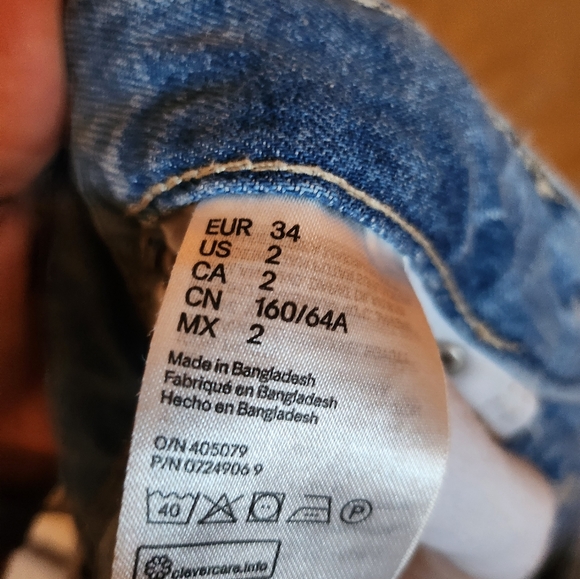 EUR 34
US 2
CA 2
CN 160/64A
MX 2
Made in Bangladesh
Fabriqué en Bangladesh
Hecho en Bangladesh
O/N 405079
P/N 0724906 9
40 P
clevercare.info